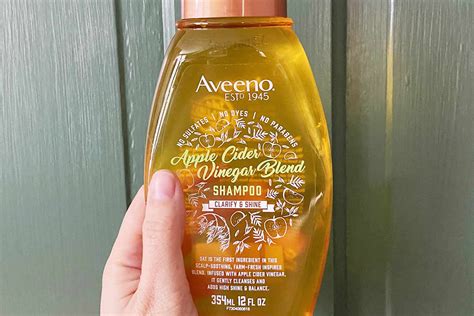 Aveeno.
ESTD 1945
NO SULFATES | NO DYES | NO PARABENS
Apple Cider
Vinegar Blend
SHAMPOO
CLARIFY & SHINE
OAT IS THE FIRST INGREDIENT IN THIS
SCALP-SOOTHING, FARM-FRESH INSPIRED
BLEND. INFUSED WITH APPLE CIDER VINEGAR,
IT GENTLY CLEANSES AND
ADDS HIGH SHINE & BALANCE.
354ML 12 FL OZ